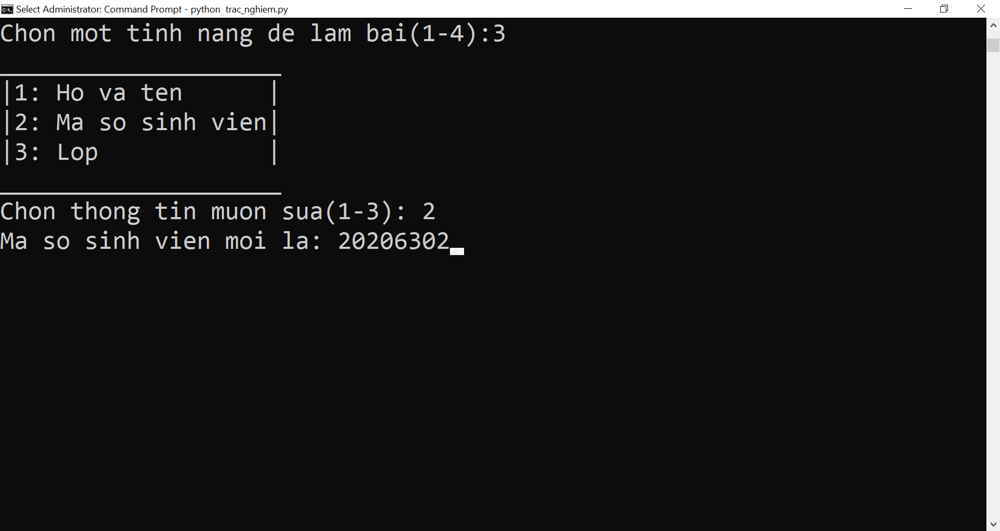 Select Administrator: Command Prompt - python  trac_nghiem.py
Chon mot tinh nang de lam bai(1-4):3
____________________
|1: Ho va ten      |
|2: Ma so sinh vien|
|3: Lop            |
____________________
Chon thong tin muon sua(1-3): 2
Ma so sinh vien moi la: 20206302